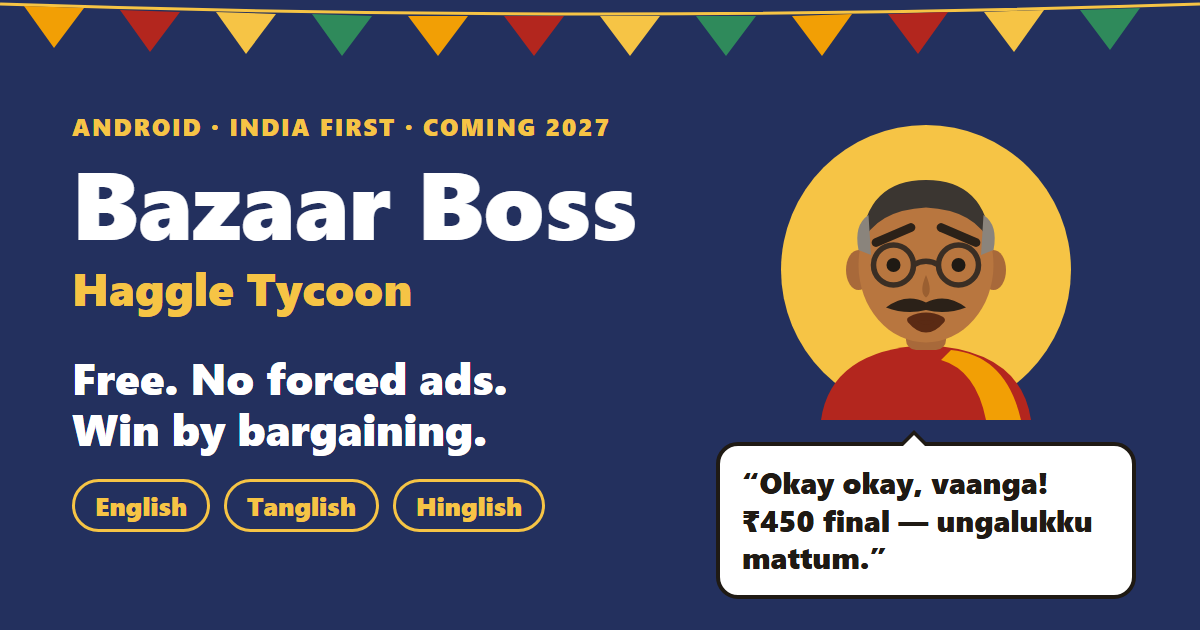 ANDROID · INDIA FIRST · COMING 2027
Bazaar Boss
Haggle Tycoon
Free. No forced ads.
Win by bargaining.
English
Tanglish
Hinglish
“Okay okay, vaanga!
₹450 final — ungalukku
mattum.”